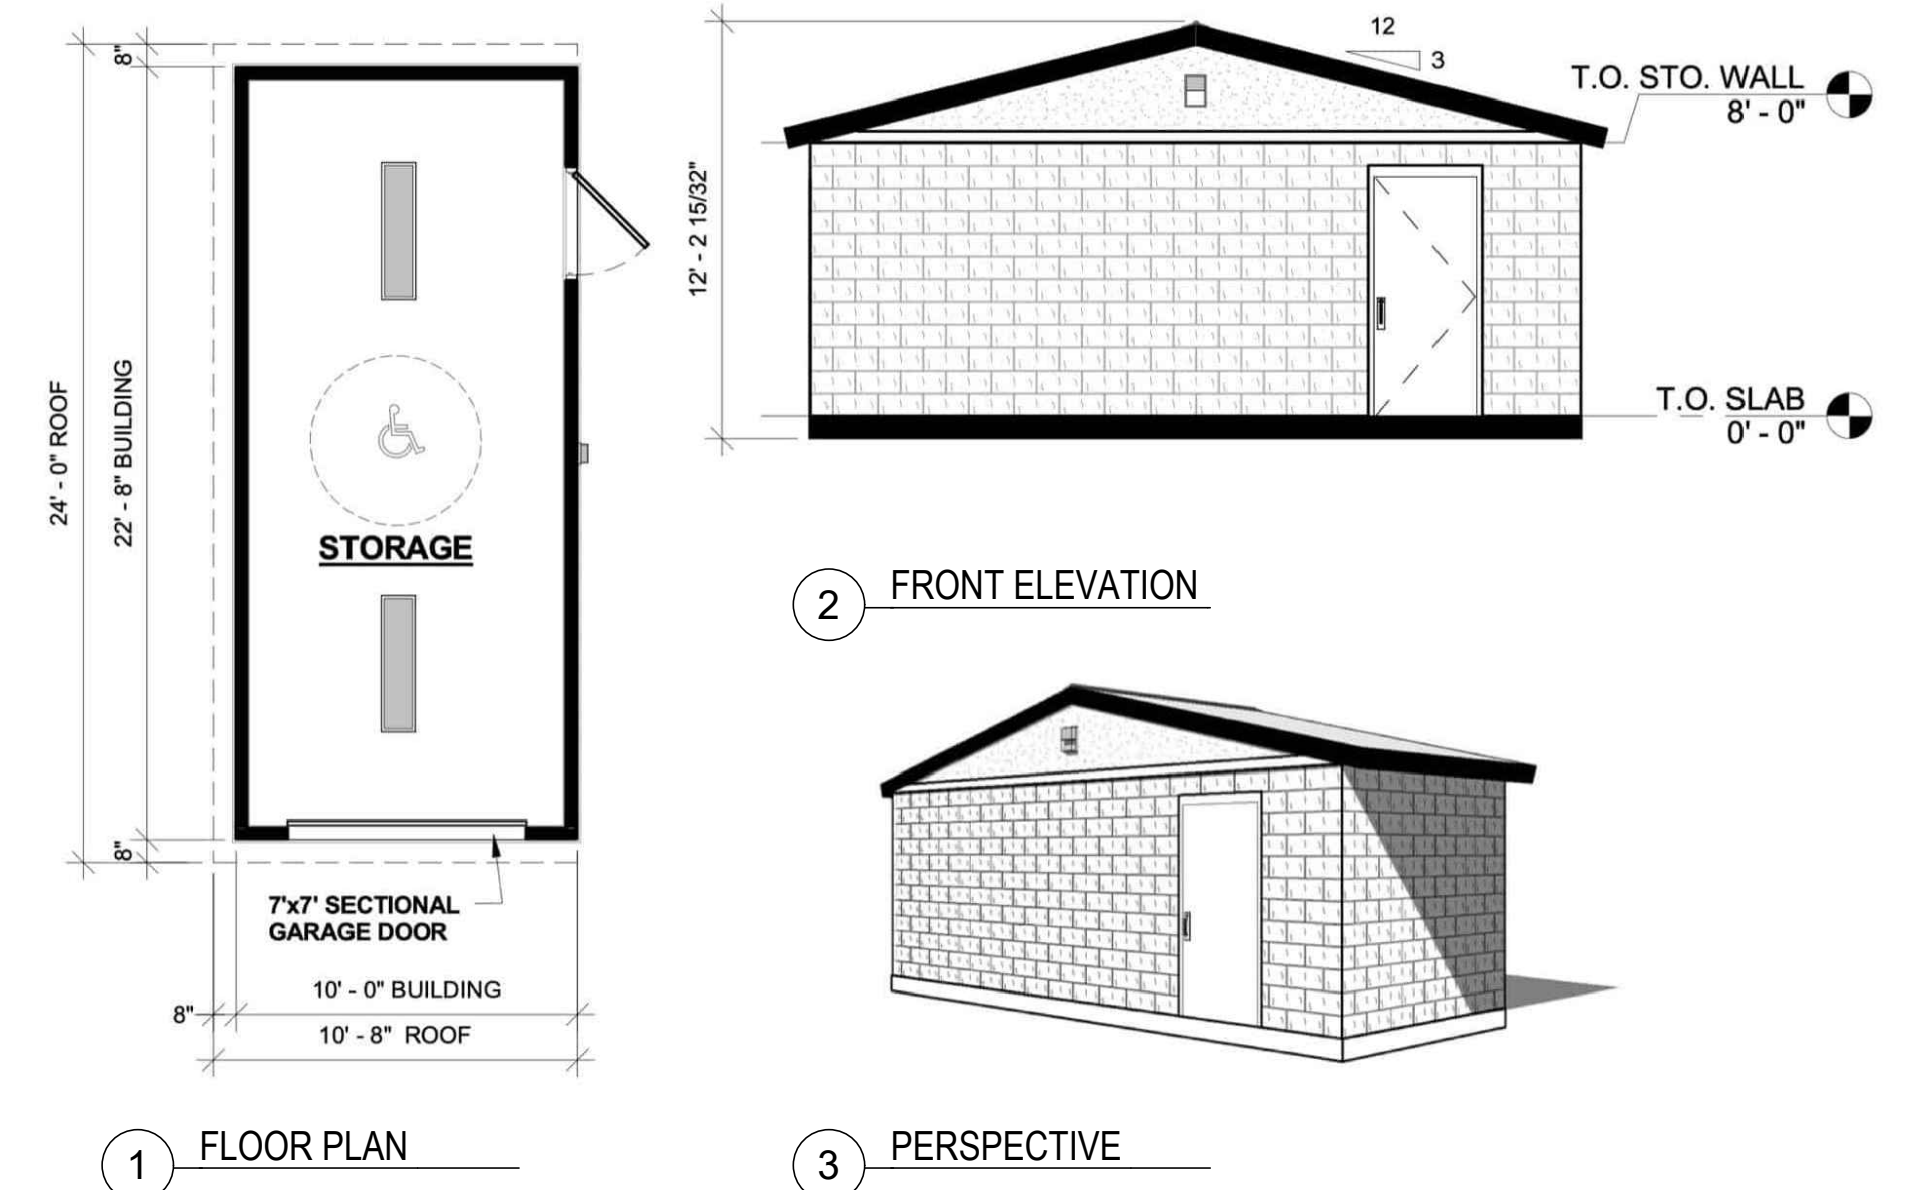 24' - 0" ROOF
8"
22' - 8" BUILDING
8"
STORAGE
7'x7' SECTIONAL
GARAGE DOOR
10' - 0" BUILDING
8"
10' - 8" ROOF
1
FLOOR PLAN
12' - 2 15/32"
12
3
T.O. STO. WALL
8' - 0"
T.O. SLAB
0' - 0"
2
FRONT ELEVATION
3
PERSPECTIVE